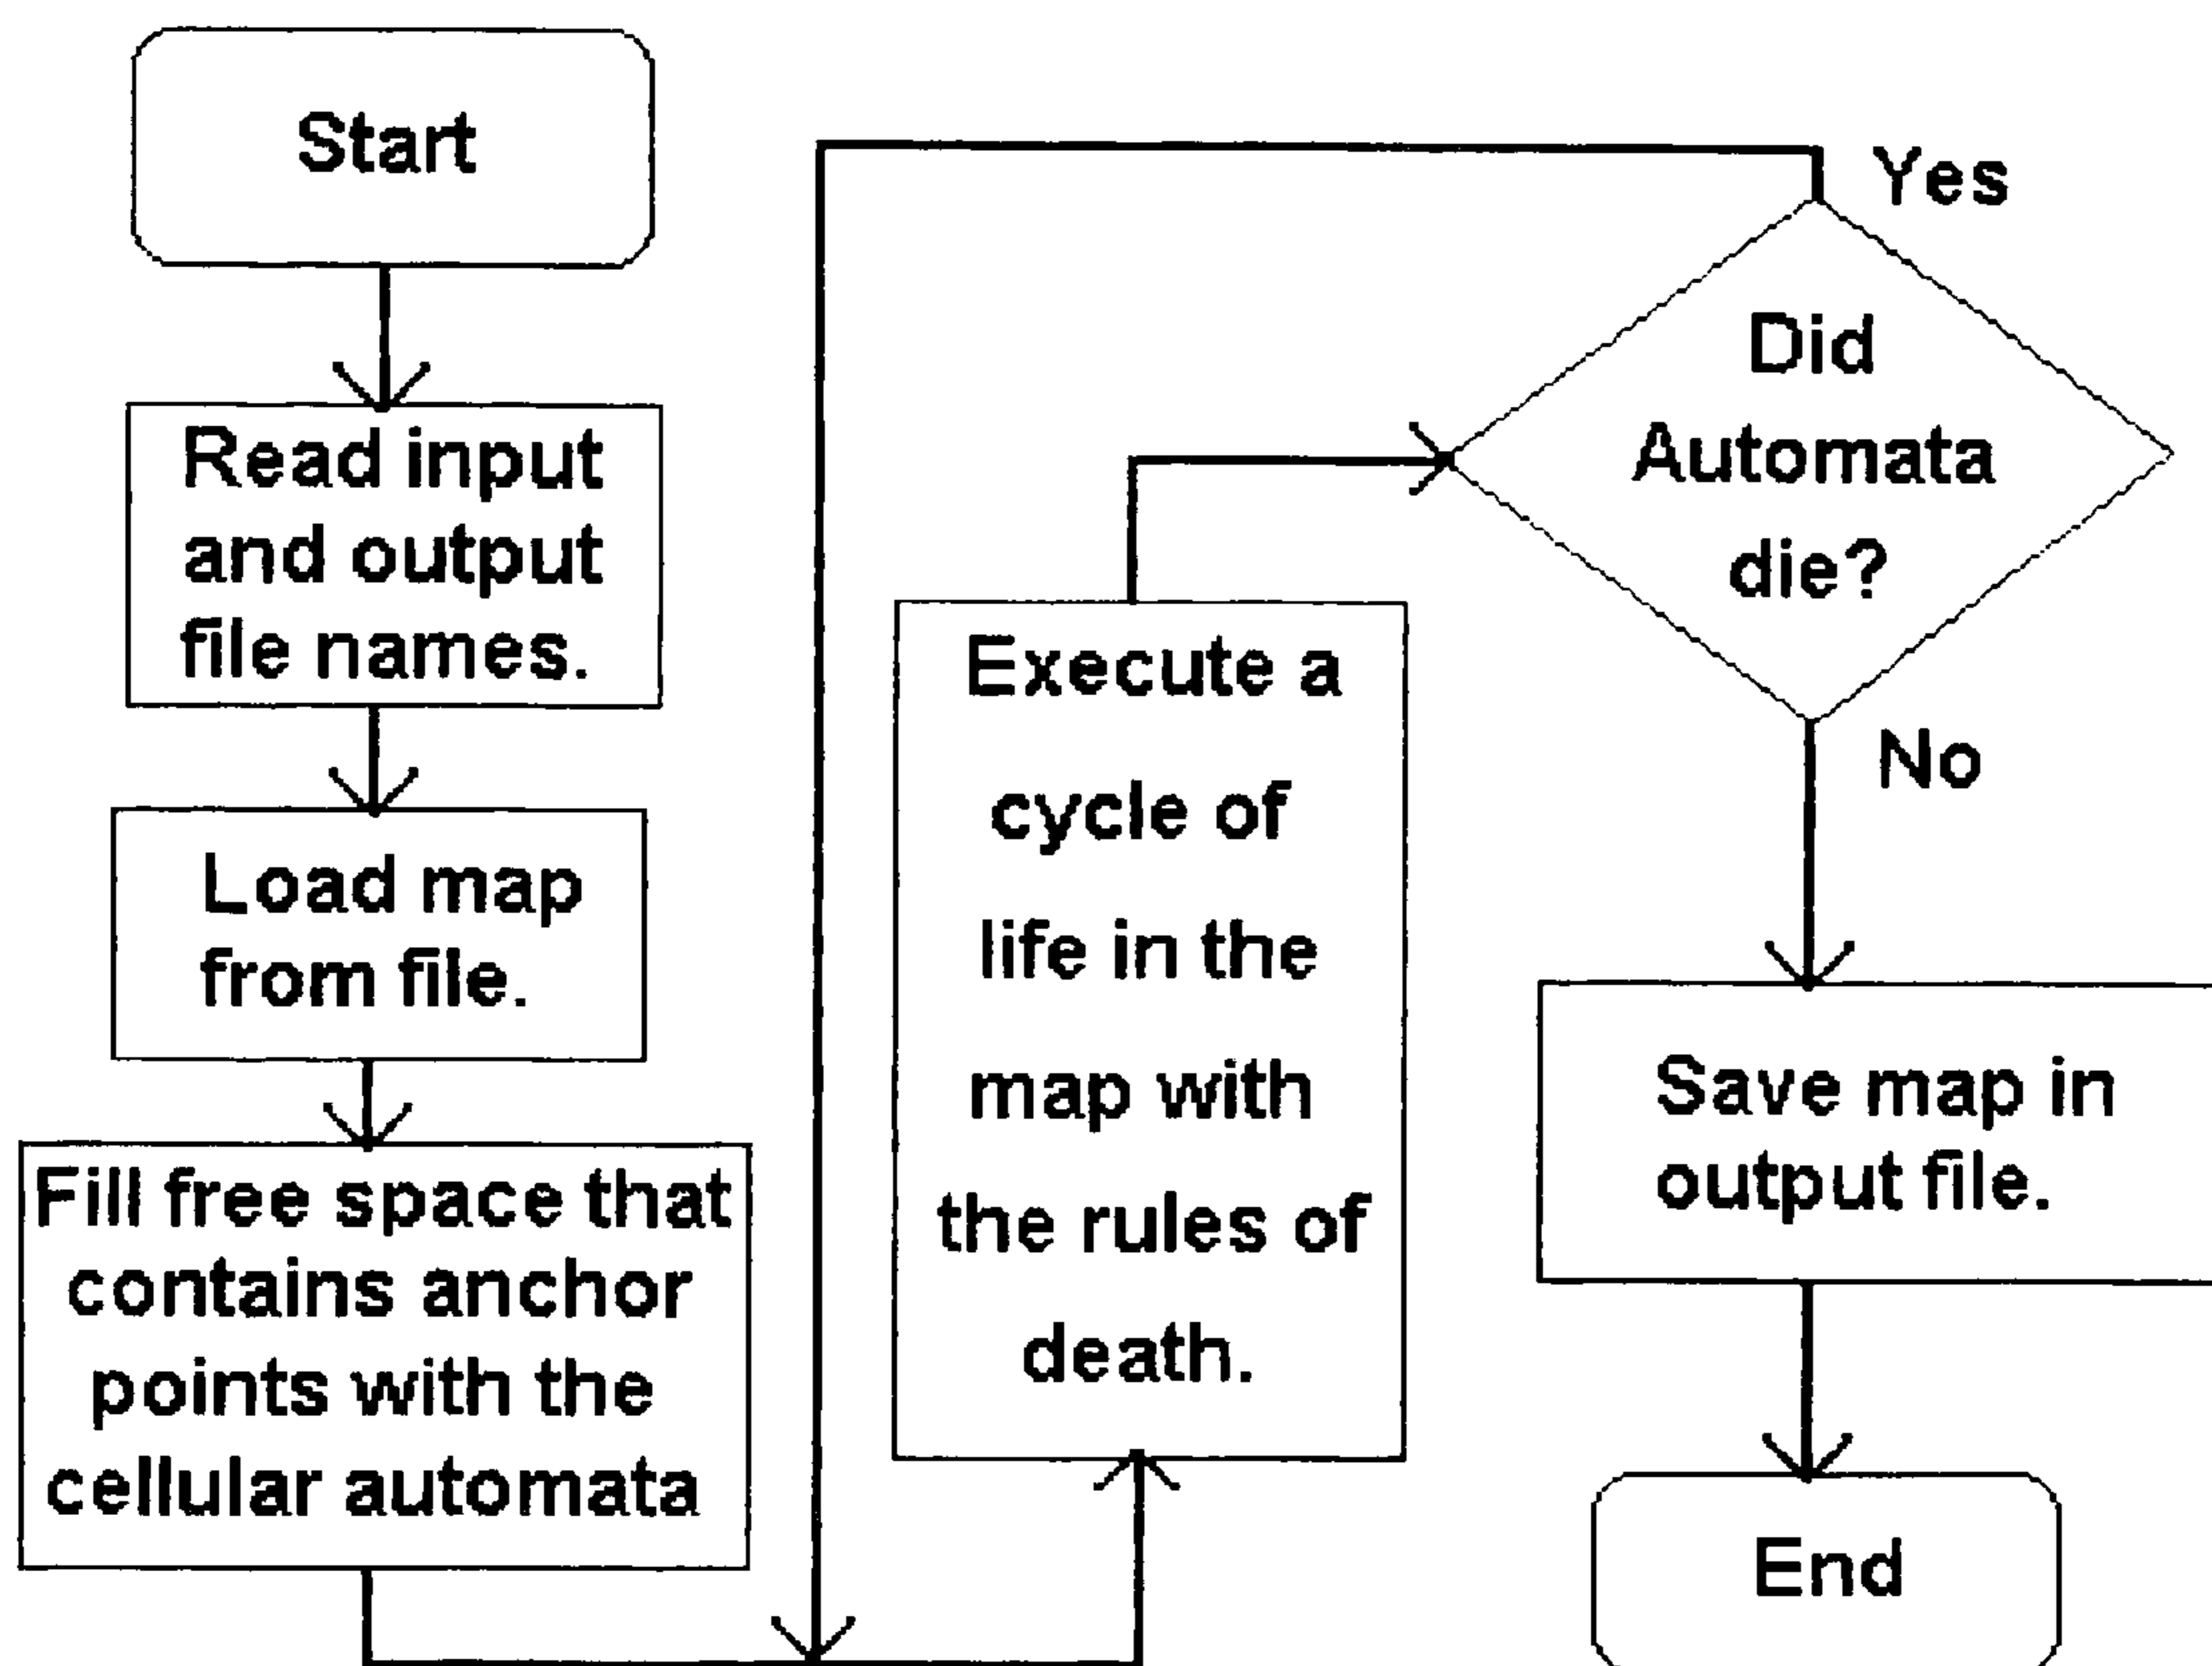 Start
Read input
and output
file names.
Load map
from file.
Fill free space that
contains anchor
points with the
cellular automata
Execute a
cycle of
life in the
map with
the rules of
death.
Yes
Did
Automata
die?
No
Save map in
output file.
End